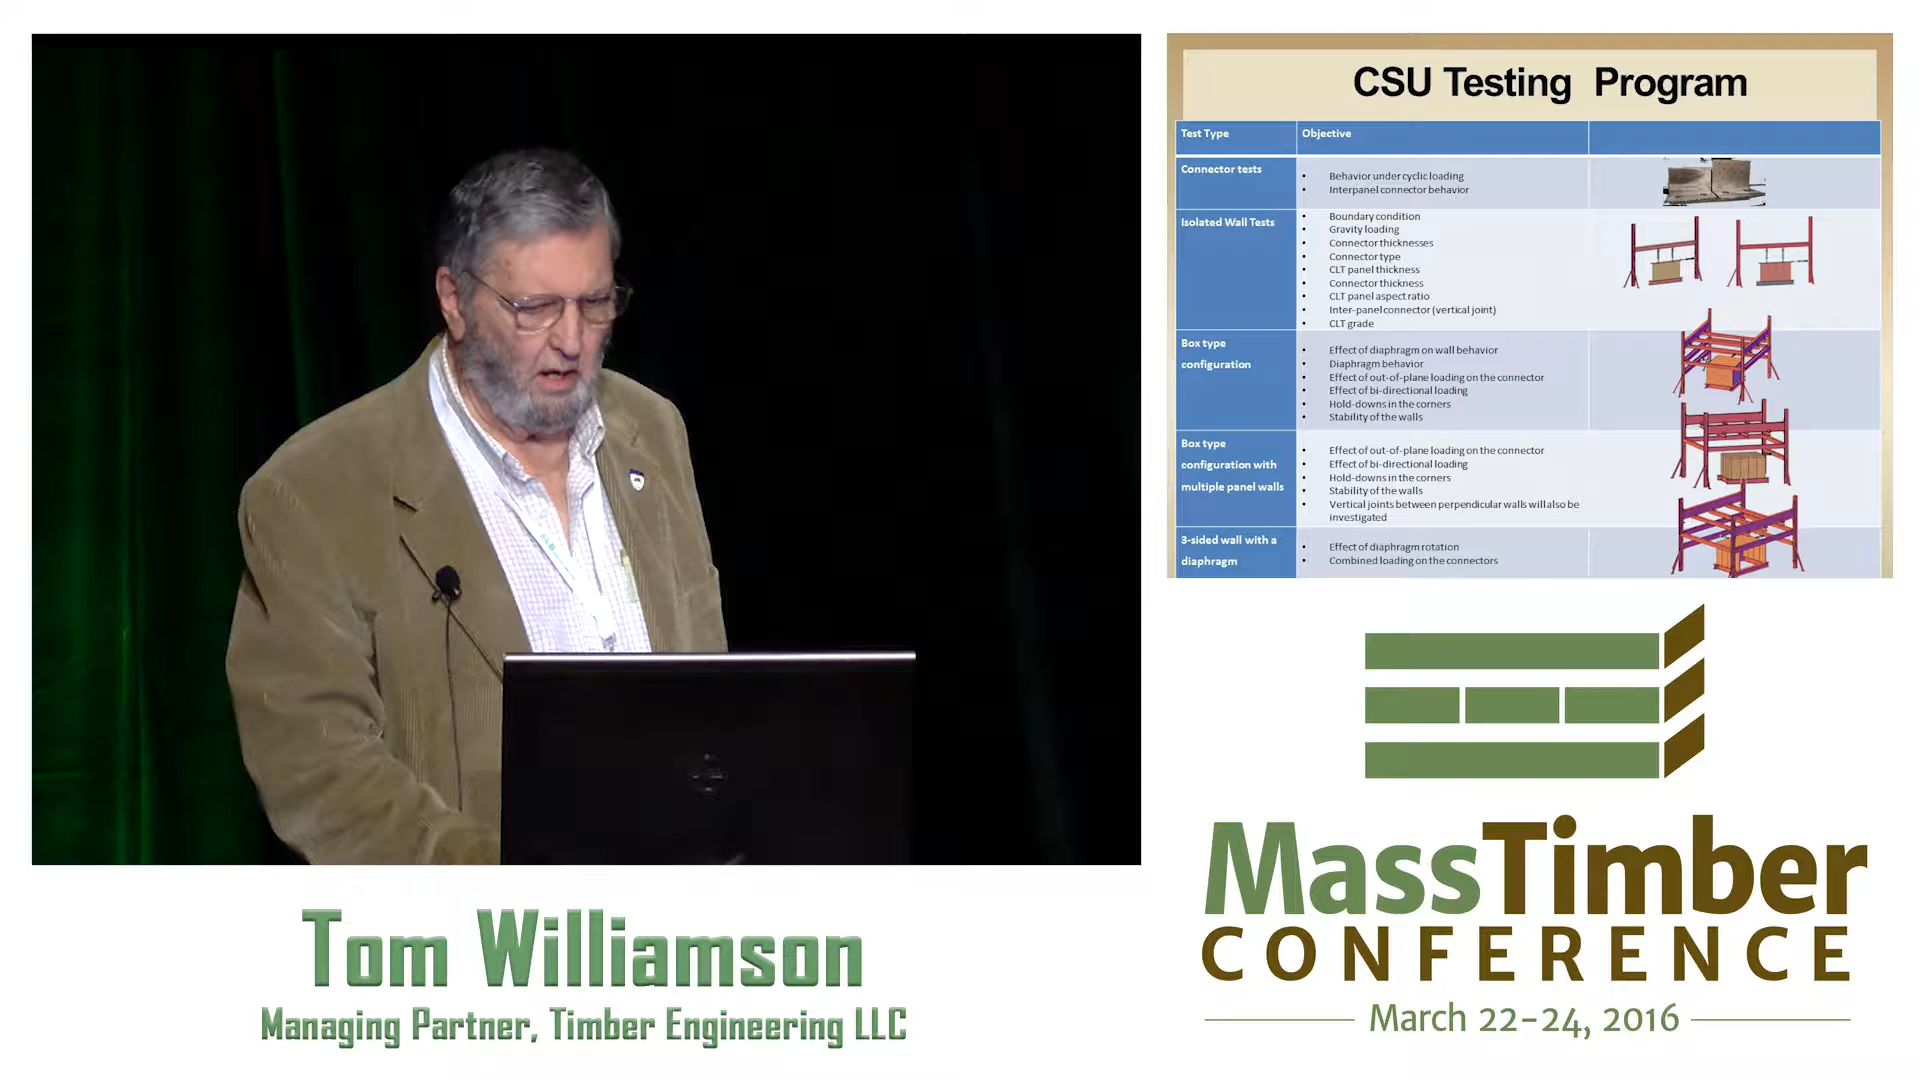 CSU Testing Program
Test Type
Objective
Connector tests
• Behavior under cyclic loading
• Interpanel connector behavior
Isolated Wall Tests
• Boundary condition
• Gravity loading
• Connector thicknesses
• Connector type
• CLT panel thickness
• Connector thickness
• CLT panel aspect ratio
• Inter-panel connector (vertical joint)
• CLT grade
Box type
configuration
• Effect of diaphragm on wall behavior
• Diaphragm behavior
• Effect of out-of-plane loading on the connector
• Effect of bi-directional loading
• Hold-downs in the corners
• Stability of the walls
Box type
configuration with
multiple panel walls
• Effect of out-of-plane loading on the connector
• Effect of bi-directional loading
• Hold-downs in the corners
• Stability of the walls
• Vertical joints between perpendicular walls will also be
investigated
3-sided wall with a
diaphragm
• Effect of diaphragm rotation
• Combined loading on the connectors
Tom Williamson
Managing Partner, Timber Engineering LLC
MassTimber
CONFERENCE
March 22-24, 2016